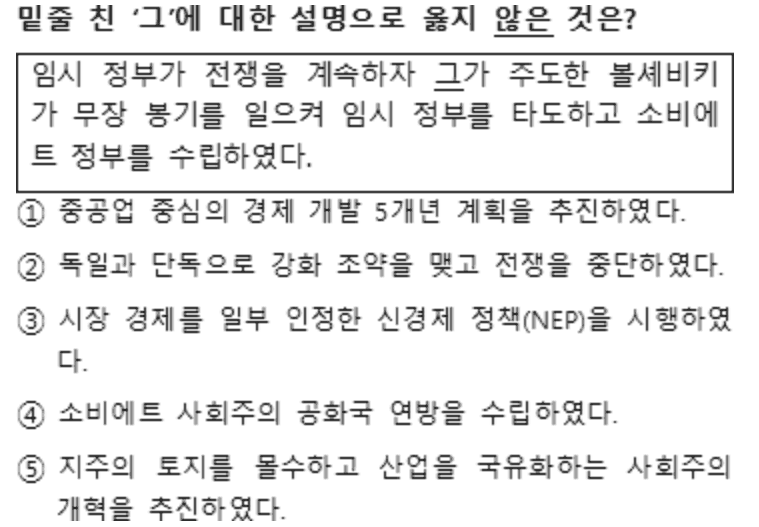 밑줄 친 ‘그’에 대한 설명으로 옳지 않은 것은?
임시 정부가 전쟁을 계속하자 그가 주도한 볼셰비키
가 무장 봉기를 일으켜 임시 정부를 타도하고 소비에
트 정부를 수립하였다.
① 중공업 중심의 경제 개발 5개년 계획을 추진하였다.
② 독일과 단독으로 강화 조약을 맺고 전쟁을 중단하였다.
③ 시장 경제를 일부 인정한 신경제 정책(NEP)을 시행하였
다.
④ 소비에트 사회주의 공화국 연방을 수립하였다.
⑤ 지주의 토지를 몰수하고 산업을 국유화하는 사회주의
개혁을 추진하였다.